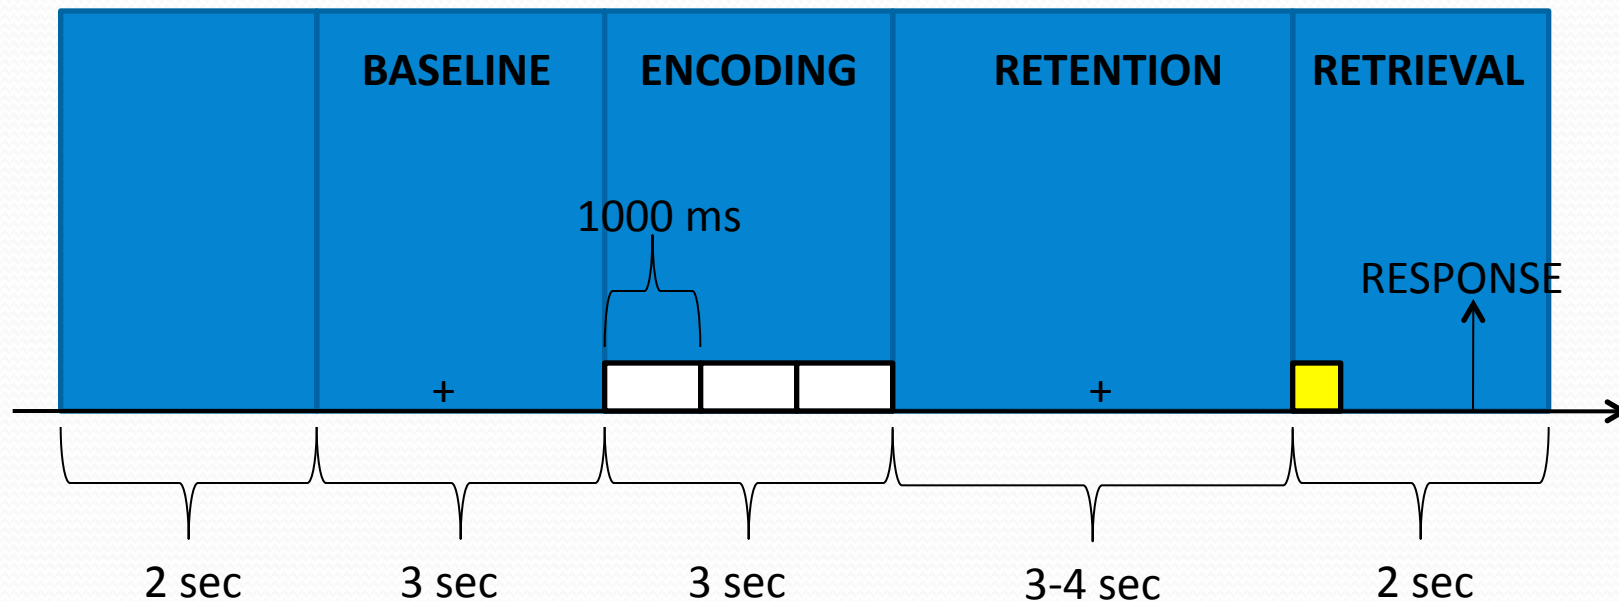 BASELINE ENCODING RETENTION RETRIEVAL
1000 ms
RESPONSE
+ +
2 sec 3 sec 3 sec 3-4 sec 2 sec